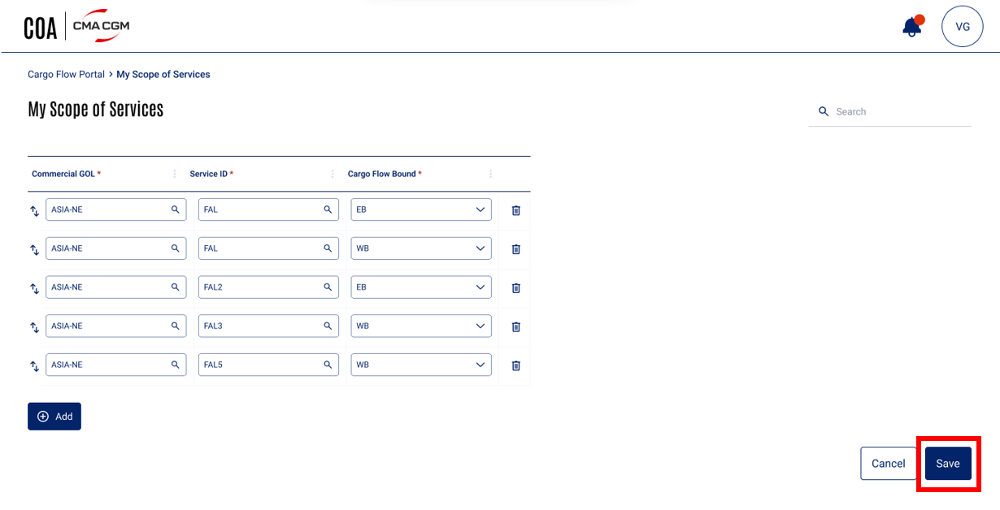 COA CMA CGM VG
Cargo Flow Portal > My Scope of Services
My Scope of Services
Search
Commercial GOL * Service ID * Cargo Flow Bound *
ASIA-NE FAL EB
ASIA-NE FAL WB
ASIA-NE FAL2 EB
ASIA-NE FAL3 WB
ASIA-NE FAL5 WB
Add
Cancel Save